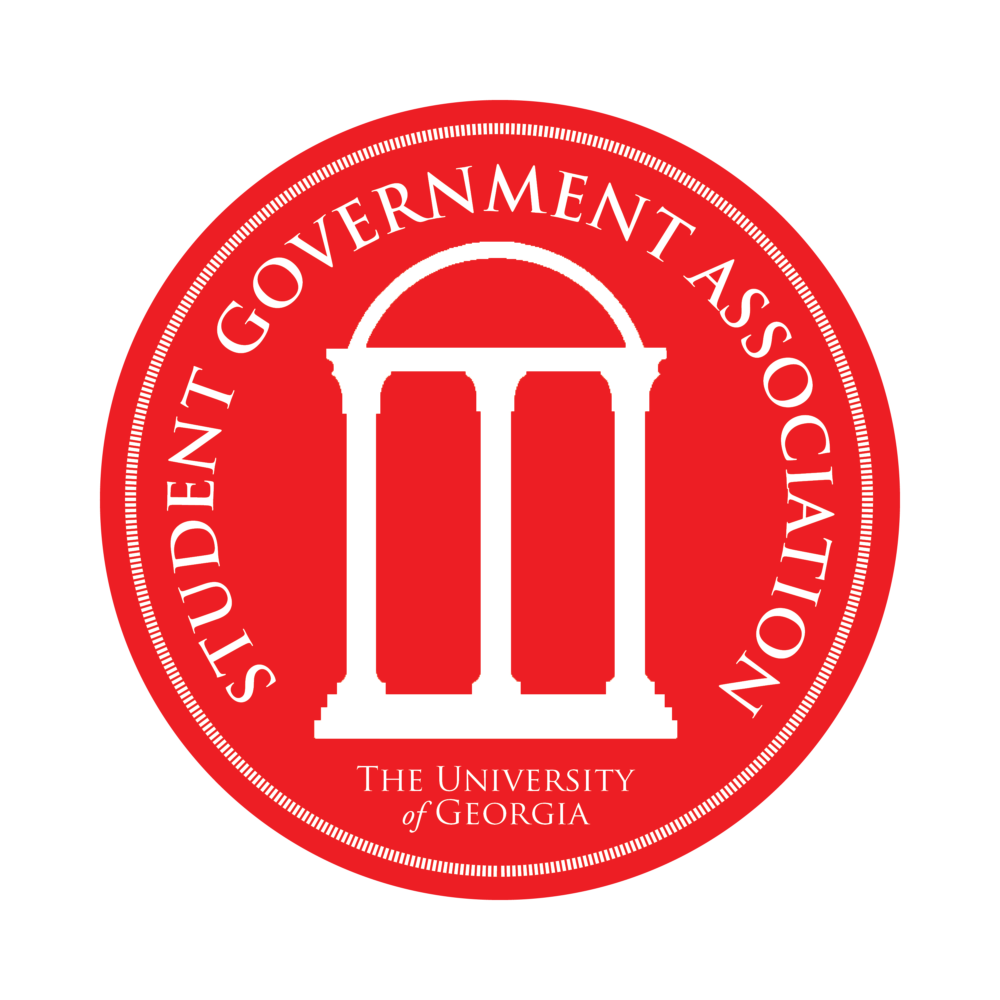 STUDENT GOVERNMENT ASSOCIATION
THE UNIVERSITY
of GEORGIA